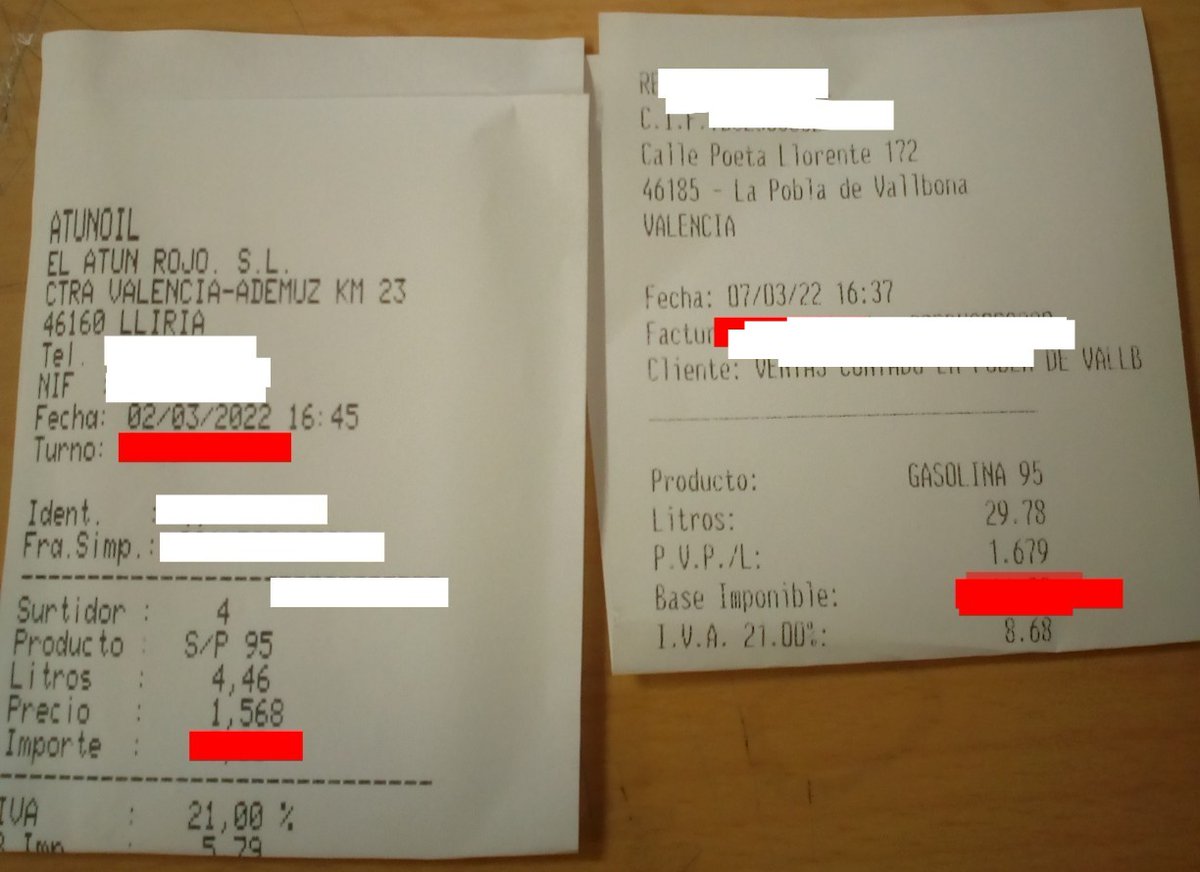 ATUNOIL
EL ATUN ROJO. S.L.
CTRA VALENCIA-ADEMUZ KM 23
46160 LLIRIA
Tel.
NIF :
Fecha: 02/03/2022 16:45
Turno:
Ident. :
Fra.Simp.:
Surtidor : 4
Producto : S/P 95
Litros : 4,46
Precio : 1,568
Importe :
IVA : 21,00 %
B.Imp 5,79
C.I.F.
Calle Poeta Llorente 172
46185 - La Pobla de Vallbona
VALENCIA
Fecha: 07/03/22 16:37
Factur
Cliente: VENTAS CONTADO LA POBLA DE VALLB
Producto: GASOLINA 95
Litros: 29.78
P.V.P./L: 1.679
Base Imponible:
I.V.A. 21.00%: 8.68